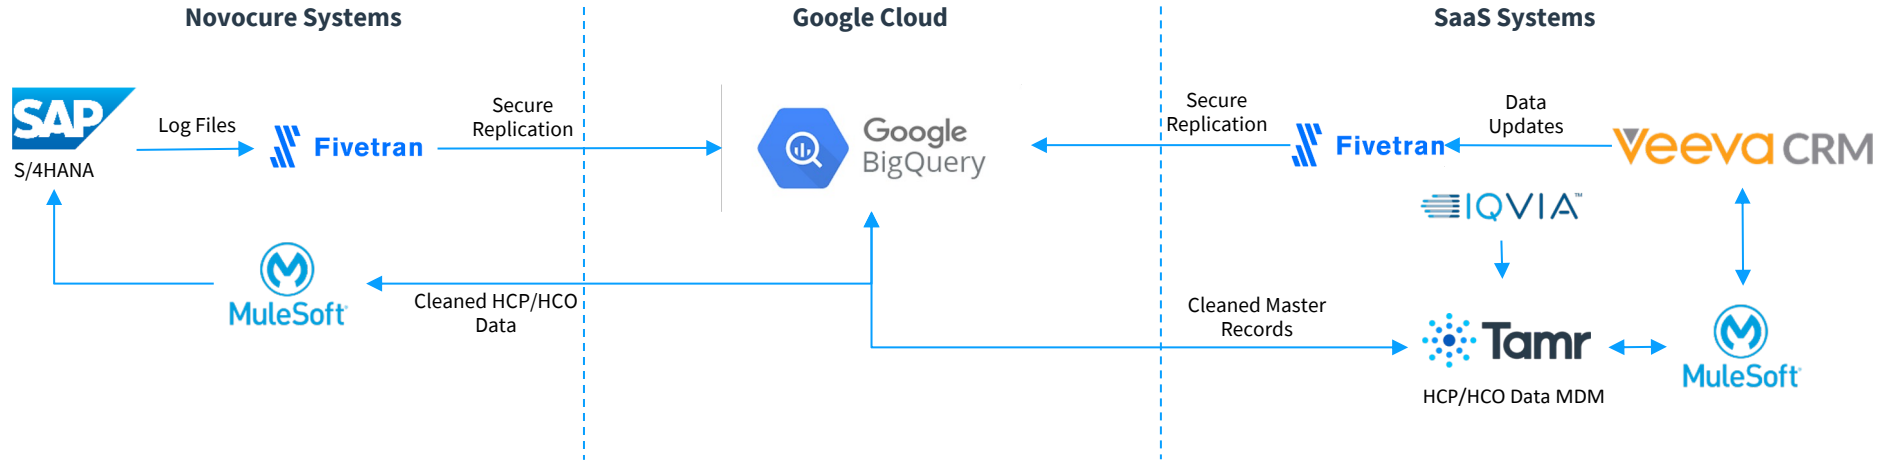 Novocure Systems
Google Cloud
SaaS Systems
SAP
S/4HANA
Log Files
Fivetran
Secure
Replication
Google
BigQuery
Secure
Replication
Fivetran
Data
Updates
Veeva CRM
IQVIA™
MuleSoft
Cleaned HCP/HCO
Data
Cleaned Master
Records
Tamr
HCP/HCO Data MDM
MuleSoft